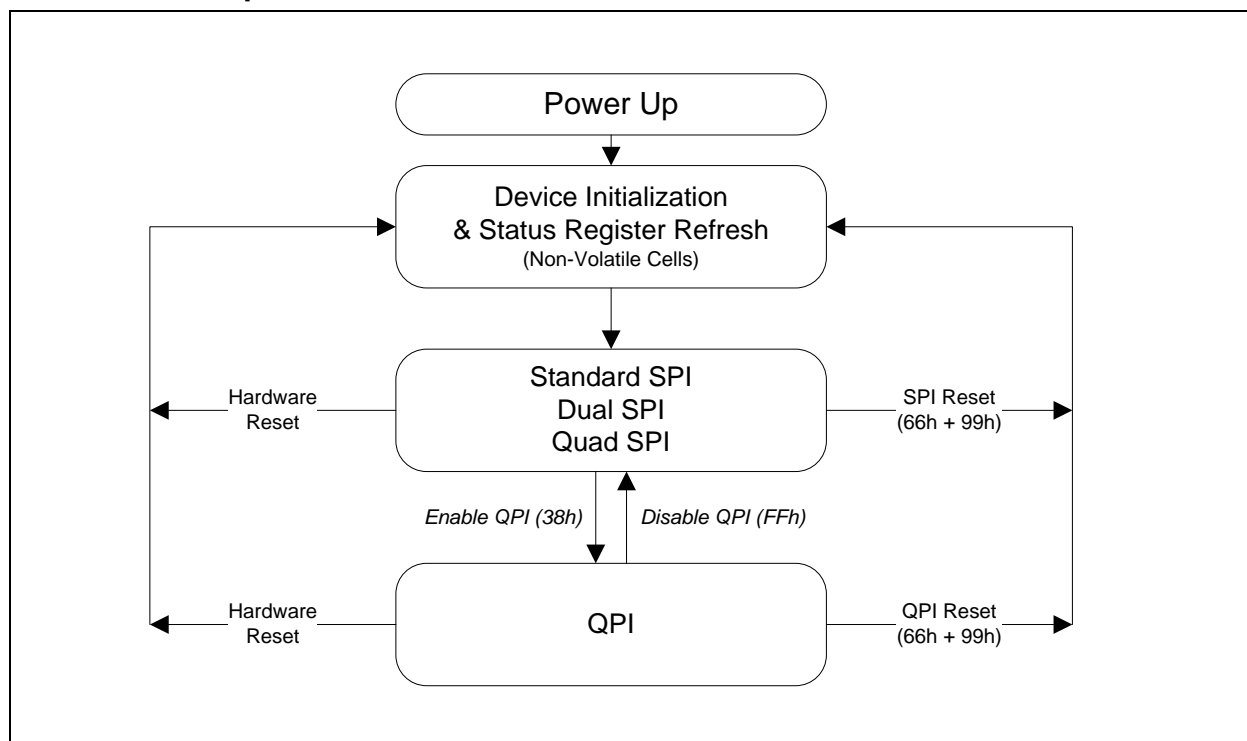 Power Up
Device Initialization
& Status Register Refresh
(Non-Volatile Cells)
Standard SPI
Dual SPI
Quad SPI
Hardware
Reset
SPI Reset
(66h + 99h)
Enable QPI (38h)
Disable QPI (FFh)
QPI
Hardware
Reset
QPI Reset
(66h + 99h)